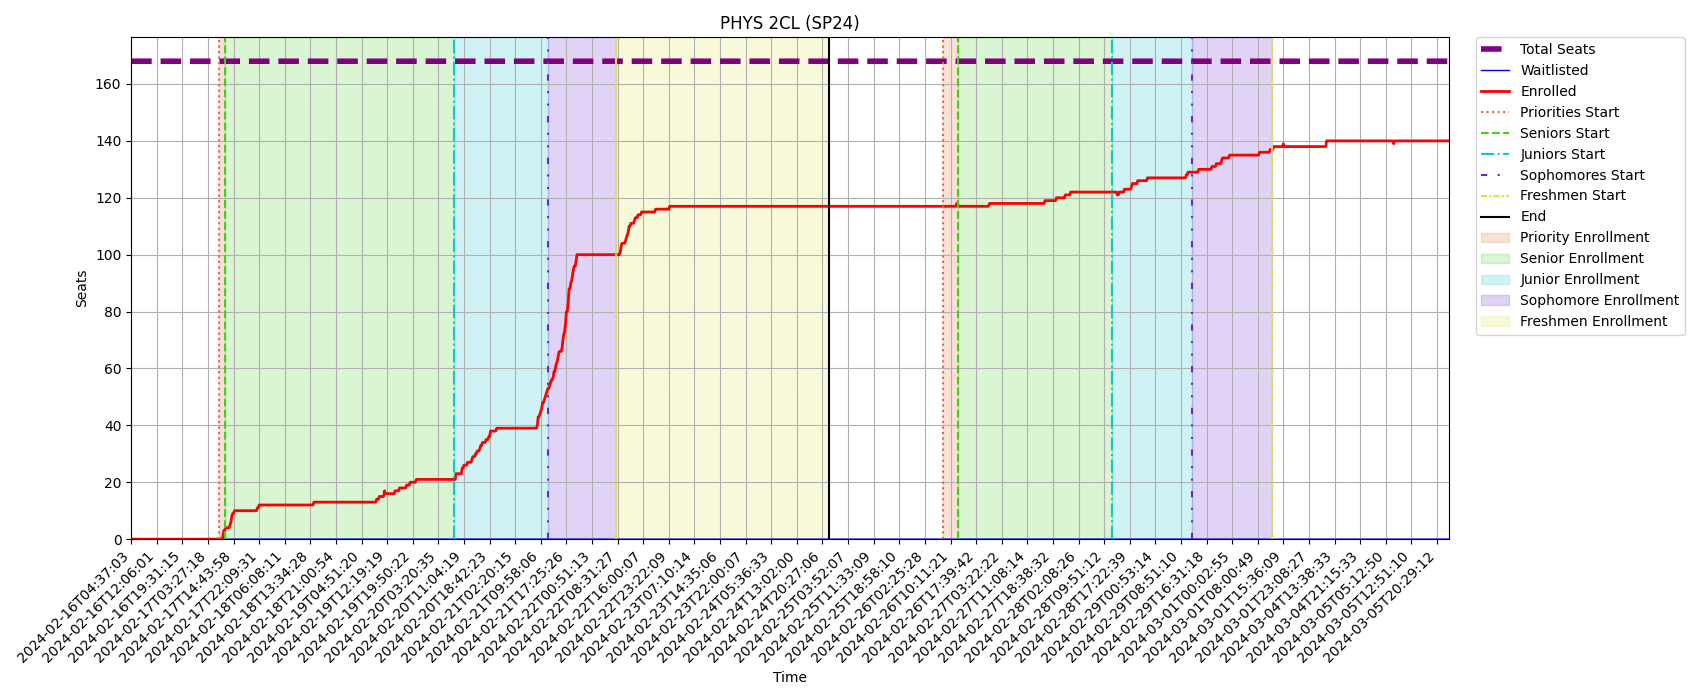 PHYS 2CL (SP24)
Total Seats
Waitlisted
Enrolled
Priorities Start
Seniors Start
Juniors Start
Sophomores Start
Freshmen Start
End
Priority Enrollment
Senior Enrollment
Junior Enrollment
Sophomore Enrollment
Freshmen Enrollment
Seats
160
140
120
100
80
60
40
20
0
2024-02-16T04:37:03
2024-02-16T12:06:01
2024-02-16T19:31:15
2024-02-17T03:27:18
2024-02-17T14:43:58
2024-02-17T22:09:31
2024-02-18T06:08:11
2024-02-18T13:34:28
2024-02-18T21:00:54
2024-02-19T04:51:20
2024-02-19T12:19:19
2024-02-19T19:50:22
2024-02-20T03:20:35
2024-02-20T11:04:19
2024-02-20T18:42:23
2024-02-21T02:20:15
2024-02-21T09:58:06
2024-02-21T17:25:26
2024-02-22T00:51:13
2024-02-22T08:31:27
2024-02-22T16:00:07
2024-02-22T23:22:09
2024-02-23T07:10:14
2024-02-23T14:35:06
2024-02-23T22:00:07
2024-02-24T05:36:33
2024-02-24T13:02:00
2024-02-24T20:27:06
2024-02-25T03:52:07
2024-02-25T11:33:09
2024-02-25T18:58:10
2024-02-26T02:25:28
2024-02-26T10:11:21
2024-02-26T17:39:42
2024-02-27T03:22:22
2024-02-27T11:08:14
2024-02-27T18:38:32
2024-02-28T02:08:26
2024-02-28T09:51:12
2024-02-28T17:22:39
2024-02-29T00:53:14
2024-02-29T08:51:10
2024-02-29T16:31:18
2024-03-01T00:02:55
2024-03-01T08:00:49
2024-03-01T15:36:09
2024-03-01T23:08:27
2024-03-04T13:38:33
2024-03-04T21:15:33
2024-03-05T05:12:50
2024-03-05T12:51:10
2024-03-05T20:29:12
Time